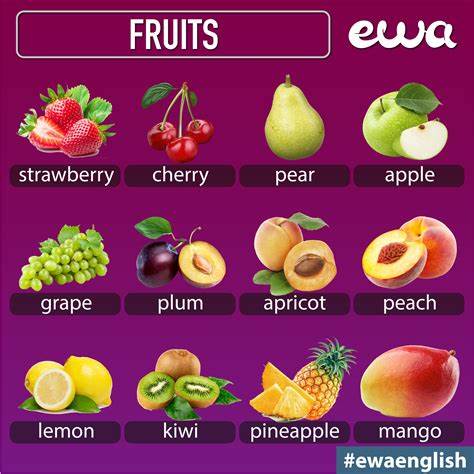 FRUITS
ewa
strawberry
cherry
pear
apple
grape
plum
apricot
peach
lemon
kiwi
pineapple
mango
#ewaenglish